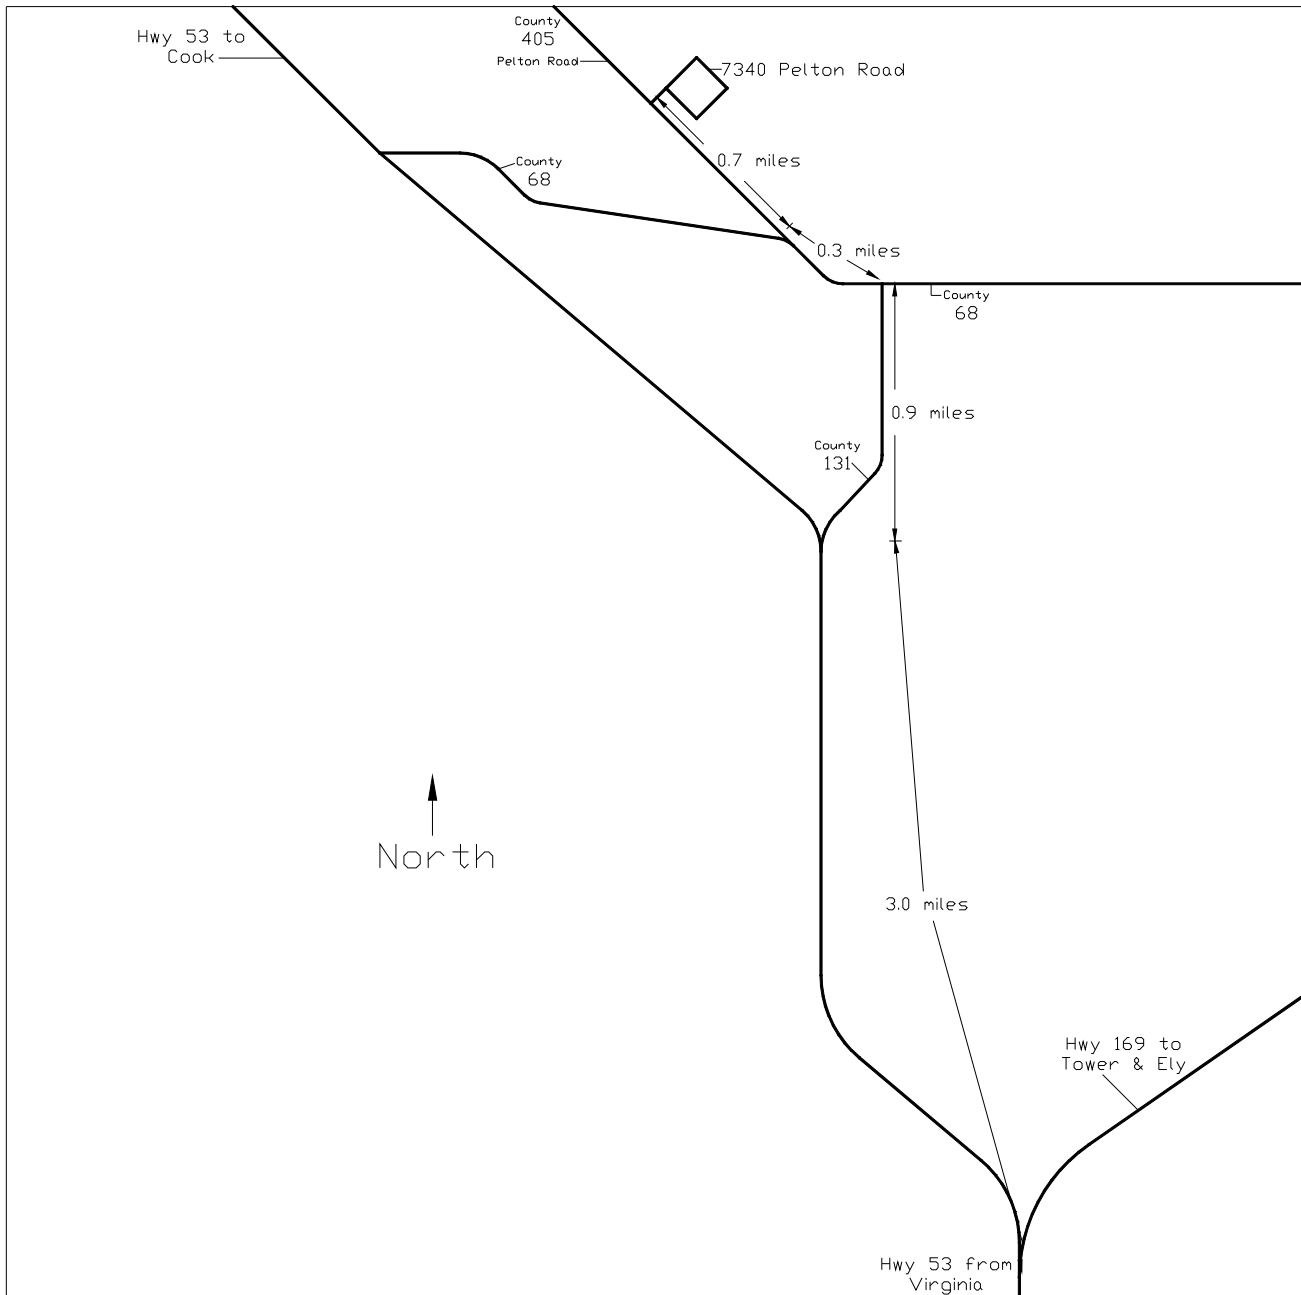 County
405
Hwy 53 to
Cook
Pelton Road
7340 Pelton Road
0.7 miles
County
68
0.3 miles
County
68
0.9 miles
County
131
North
3.0 miles
Hwy 169 to
Tower & Ely
Hwy 53 from
Virginia